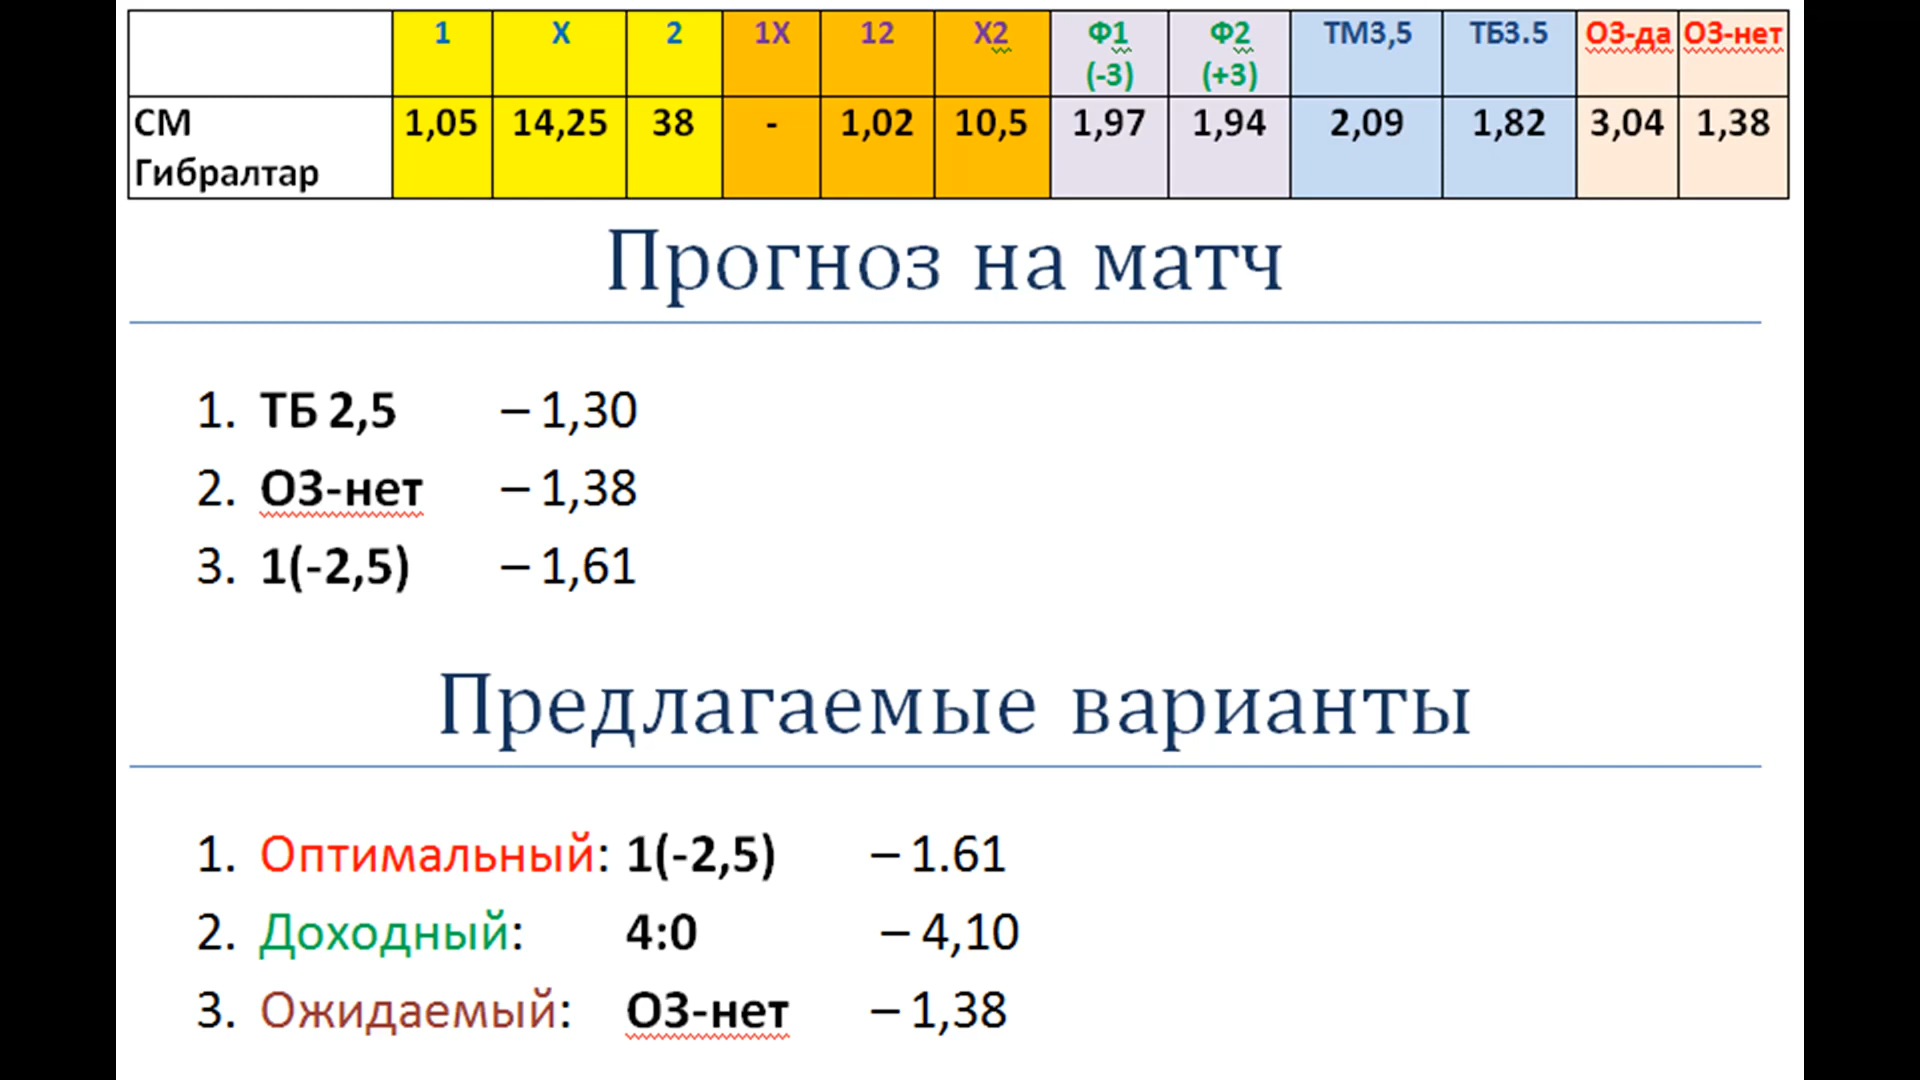 1 X 2 1X 12 X2 Ф1 (-3) Ф2 (+3) ТМ3,5 ТБ3.5 ОЗ-да ОЗ-нет
СМ Гибралтар 1,05 14,25 38 - 1,02 10,5 1,97 1,94 2,09 1,82 3,04 1,38
Прогноз на матч
1. ТБ 2,5 – 1,30
2. ОЗ-нет – 1,38
3. 1(-2,5) – 1,61
Предлагаемые варианты
1. Оптимальный: 1(-2,5) – 1.61
2. Доходный: 4:0 – 4,10
3. Ожидаемый: ОЗ-нет – 1,38